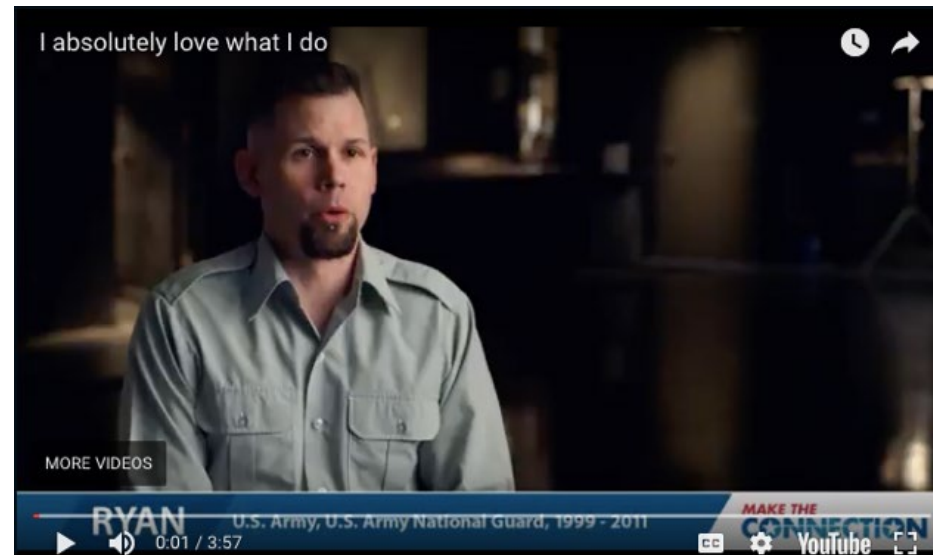 I absolutely love what I do
MORE VIDEOS
RYAN
U.S. Army, U.S. Army National Guard, 1999 - 2011
MAKE THE
CONNECTION
0:01 / 3:57
CC
YouTube